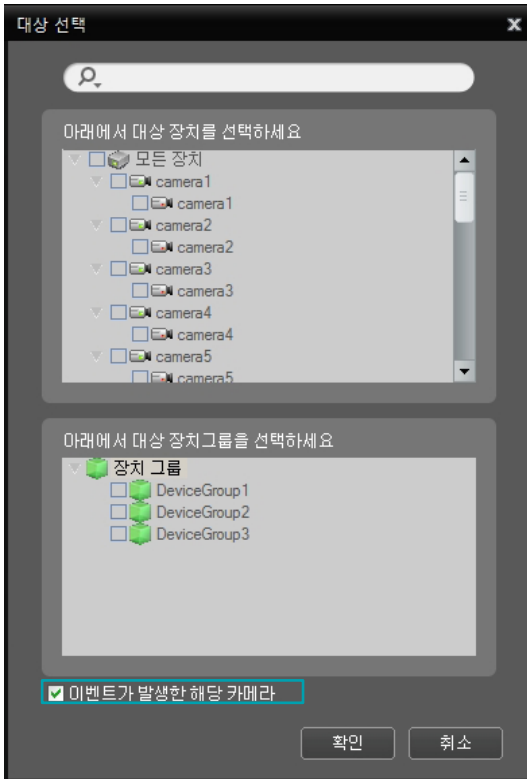 대상 선택
아래에서 대상 장치를 선택하세요
모든 장치
camera1
camera1
camera2
camera2
camera3
camera3
camera4
camera4
camera5
camera5
아래에서 대상 장치그룹을 선택하세요
장치 그룹
DeviceGroup1
DeviceGroup2
DeviceGroup3
이벤트가 발생한 해당 카메라
확인 취소